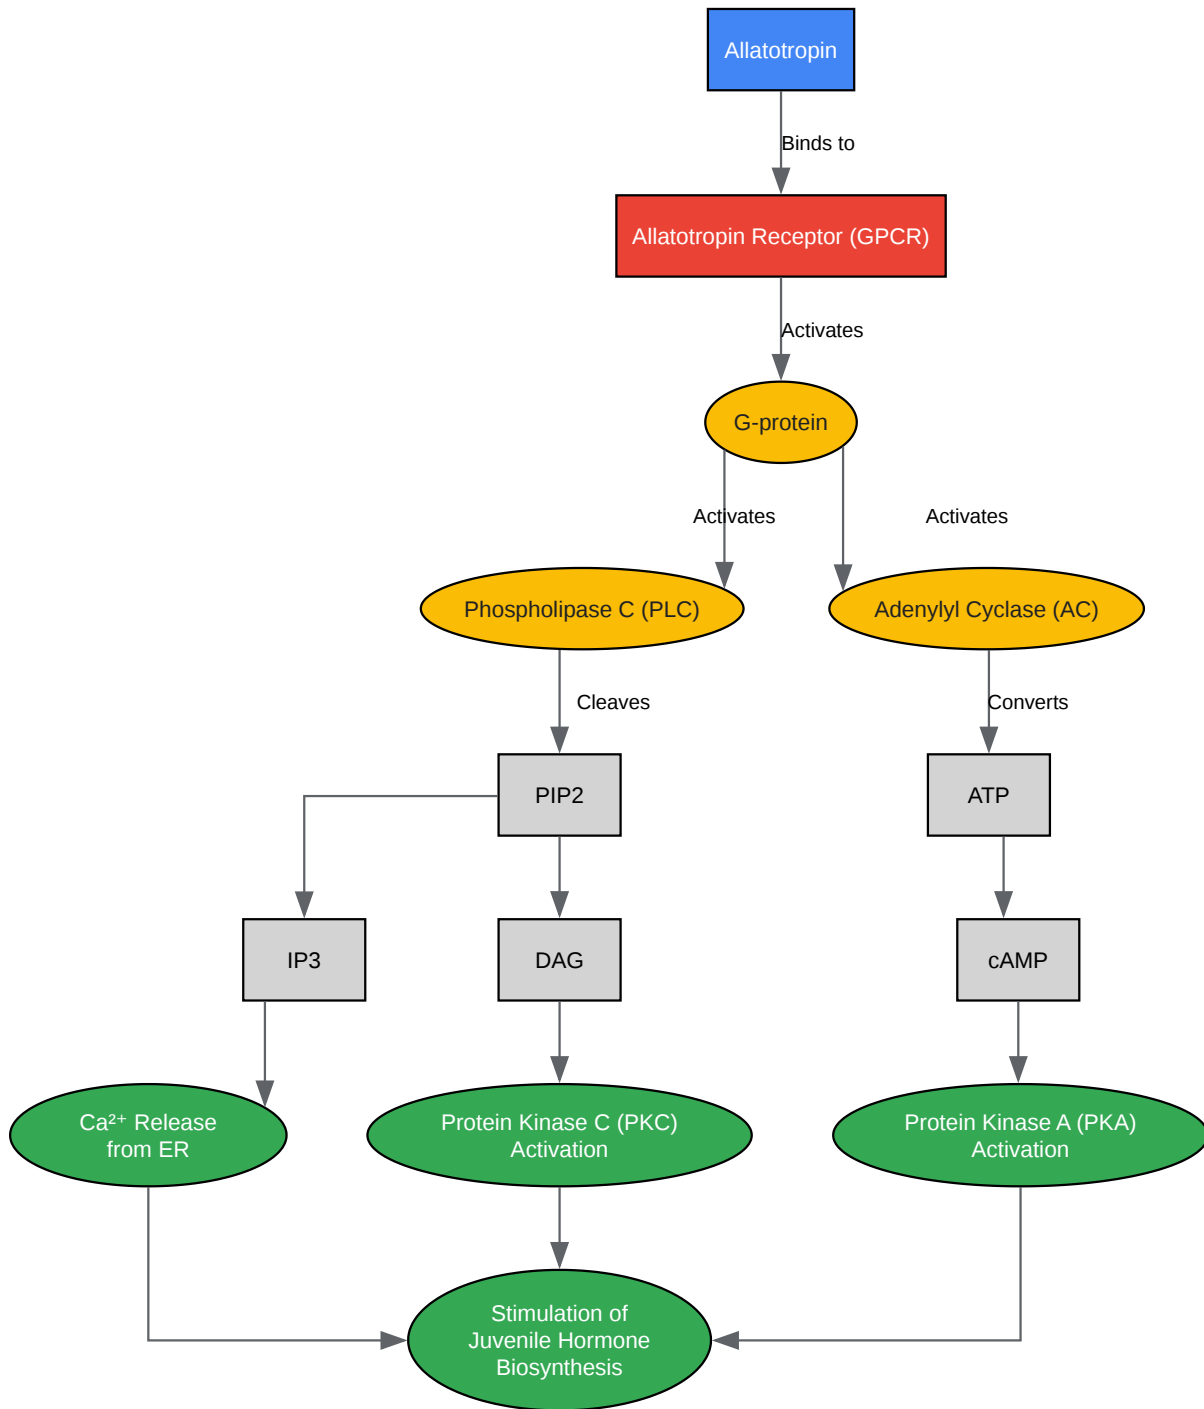 Allatotropin
Binds to
Allatotropin Receptor (GPCR)
Activates
G-protein
Activates
Activates
Phospholipase C (PLC)
Adenylyl Cyclase (AC)
Cleaves
Converts
PIP2
ATP
IP3
DAG
cAMP
Ca²⁺ Release
from ER
Protein Kinase C (PKC)
Activation
Protein Kinase A (PKA)
Activation
Stimulation of
Juvenile Hormone
Biosynthesis